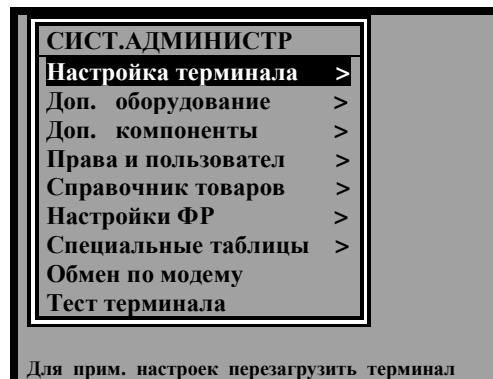 СИСТ.АДМИНИСТР
Настройка терминала >
Доп. оборудование >
Доп. компоненты >
Права и пользовател >
Справочник товаров >
Настройки ФР >
Специальные таблицы >
Обмен по модему
Тест терминала
Для прим. настроек перезагрузить терминал